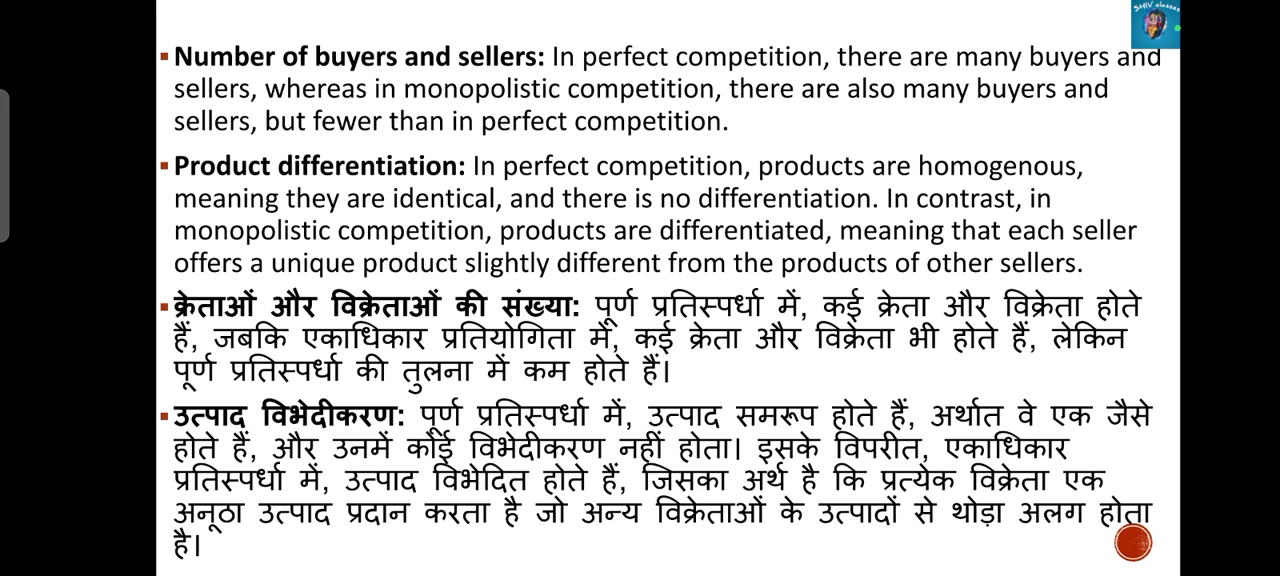 SHIV classes
Number of buyers and sellers: In perfect competition, there are many buyers and
sellers, whereas in monopolistic competition, there are also many buyers and
sellers, but fewer than in perfect competition.
Product differentiation: In perfect competition, products are homogenous,
meaning they are identical, and there is no differentiation. In contrast, in
monopolistic competition, products are differentiated, meaning that each seller
offers a unique product slightly different from the products of other sellers.
क्रेताओं और विक्रेताओं की संख्या: पूर्ण प्रतिस्पर्धा में, कई क्रेता और विक्रेता होते
हैं, जबकि एकाधिकार प्रतियोगिता में, कई क्रेता और विक्रेता भी होते हैं, लेकिन
पूर्ण प्रतिस्पर्धा की तुलना में कम होते हैं।
उत्पाद विभेदीकरण: पूर्ण प्रतिस्पर्धा में, उत्पाद समरूप होते हैं, अर्थात वे एक जैसे
होते हैं, और उनमें कोई विभेदीकरण नहीं होता। इसके विपरीत, एकाधिकार
प्रतिस्पर्धा में, उत्पाद विभेदित होते हैं, जिसका अर्थ है कि प्रत्येक विक्रेता एक
अनूठा उत्पाद प्रदान करता है जो अन्य विक्रेताओं के उत्पादों से थोड़ा अलग होता
है।